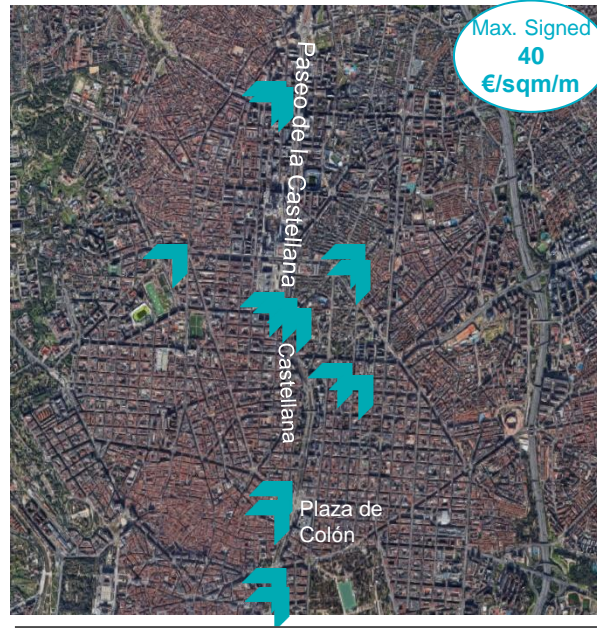 Max. Signed
40
€/sqm/m
Paseo de la Castellana
Castellana
Plaza de
Colón